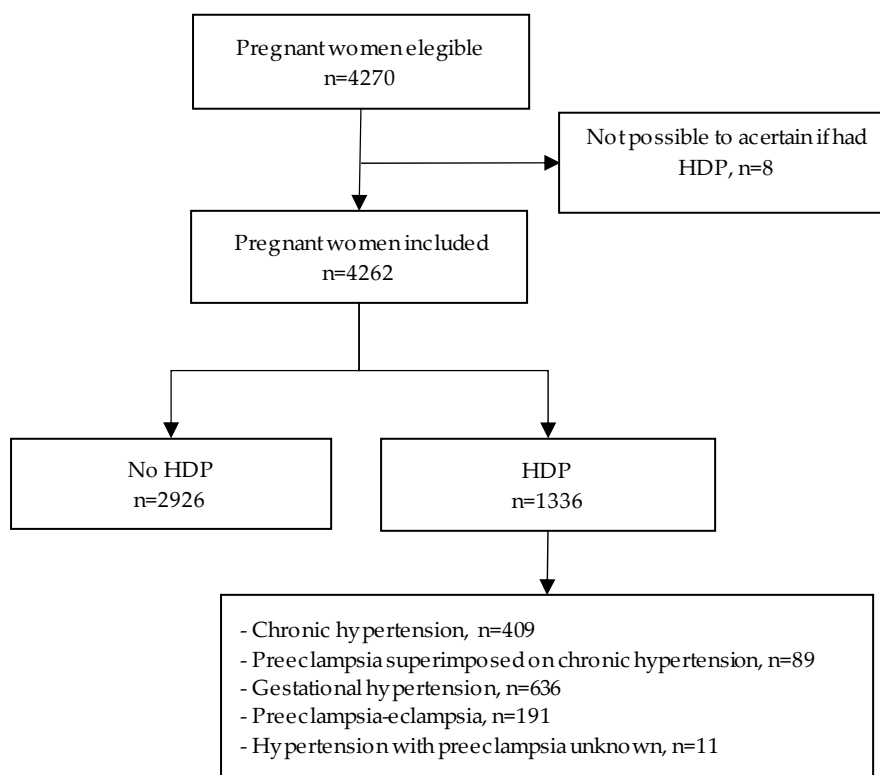 Pregnant women elegible
n=4270
Not possible to acertain if had
HDP, n=8
Pregnant women included
n=4262
No HDP
n=2926
HDP
n=1336
- Chronic hypertension, n=409
- Preeclampsia superimposed on chronic hypertension, n=89
- Gestational hypertension, n=636
- Preeclampsia-eclampsia, n=191
- Hypertension with preeclampsia unknown, n=11